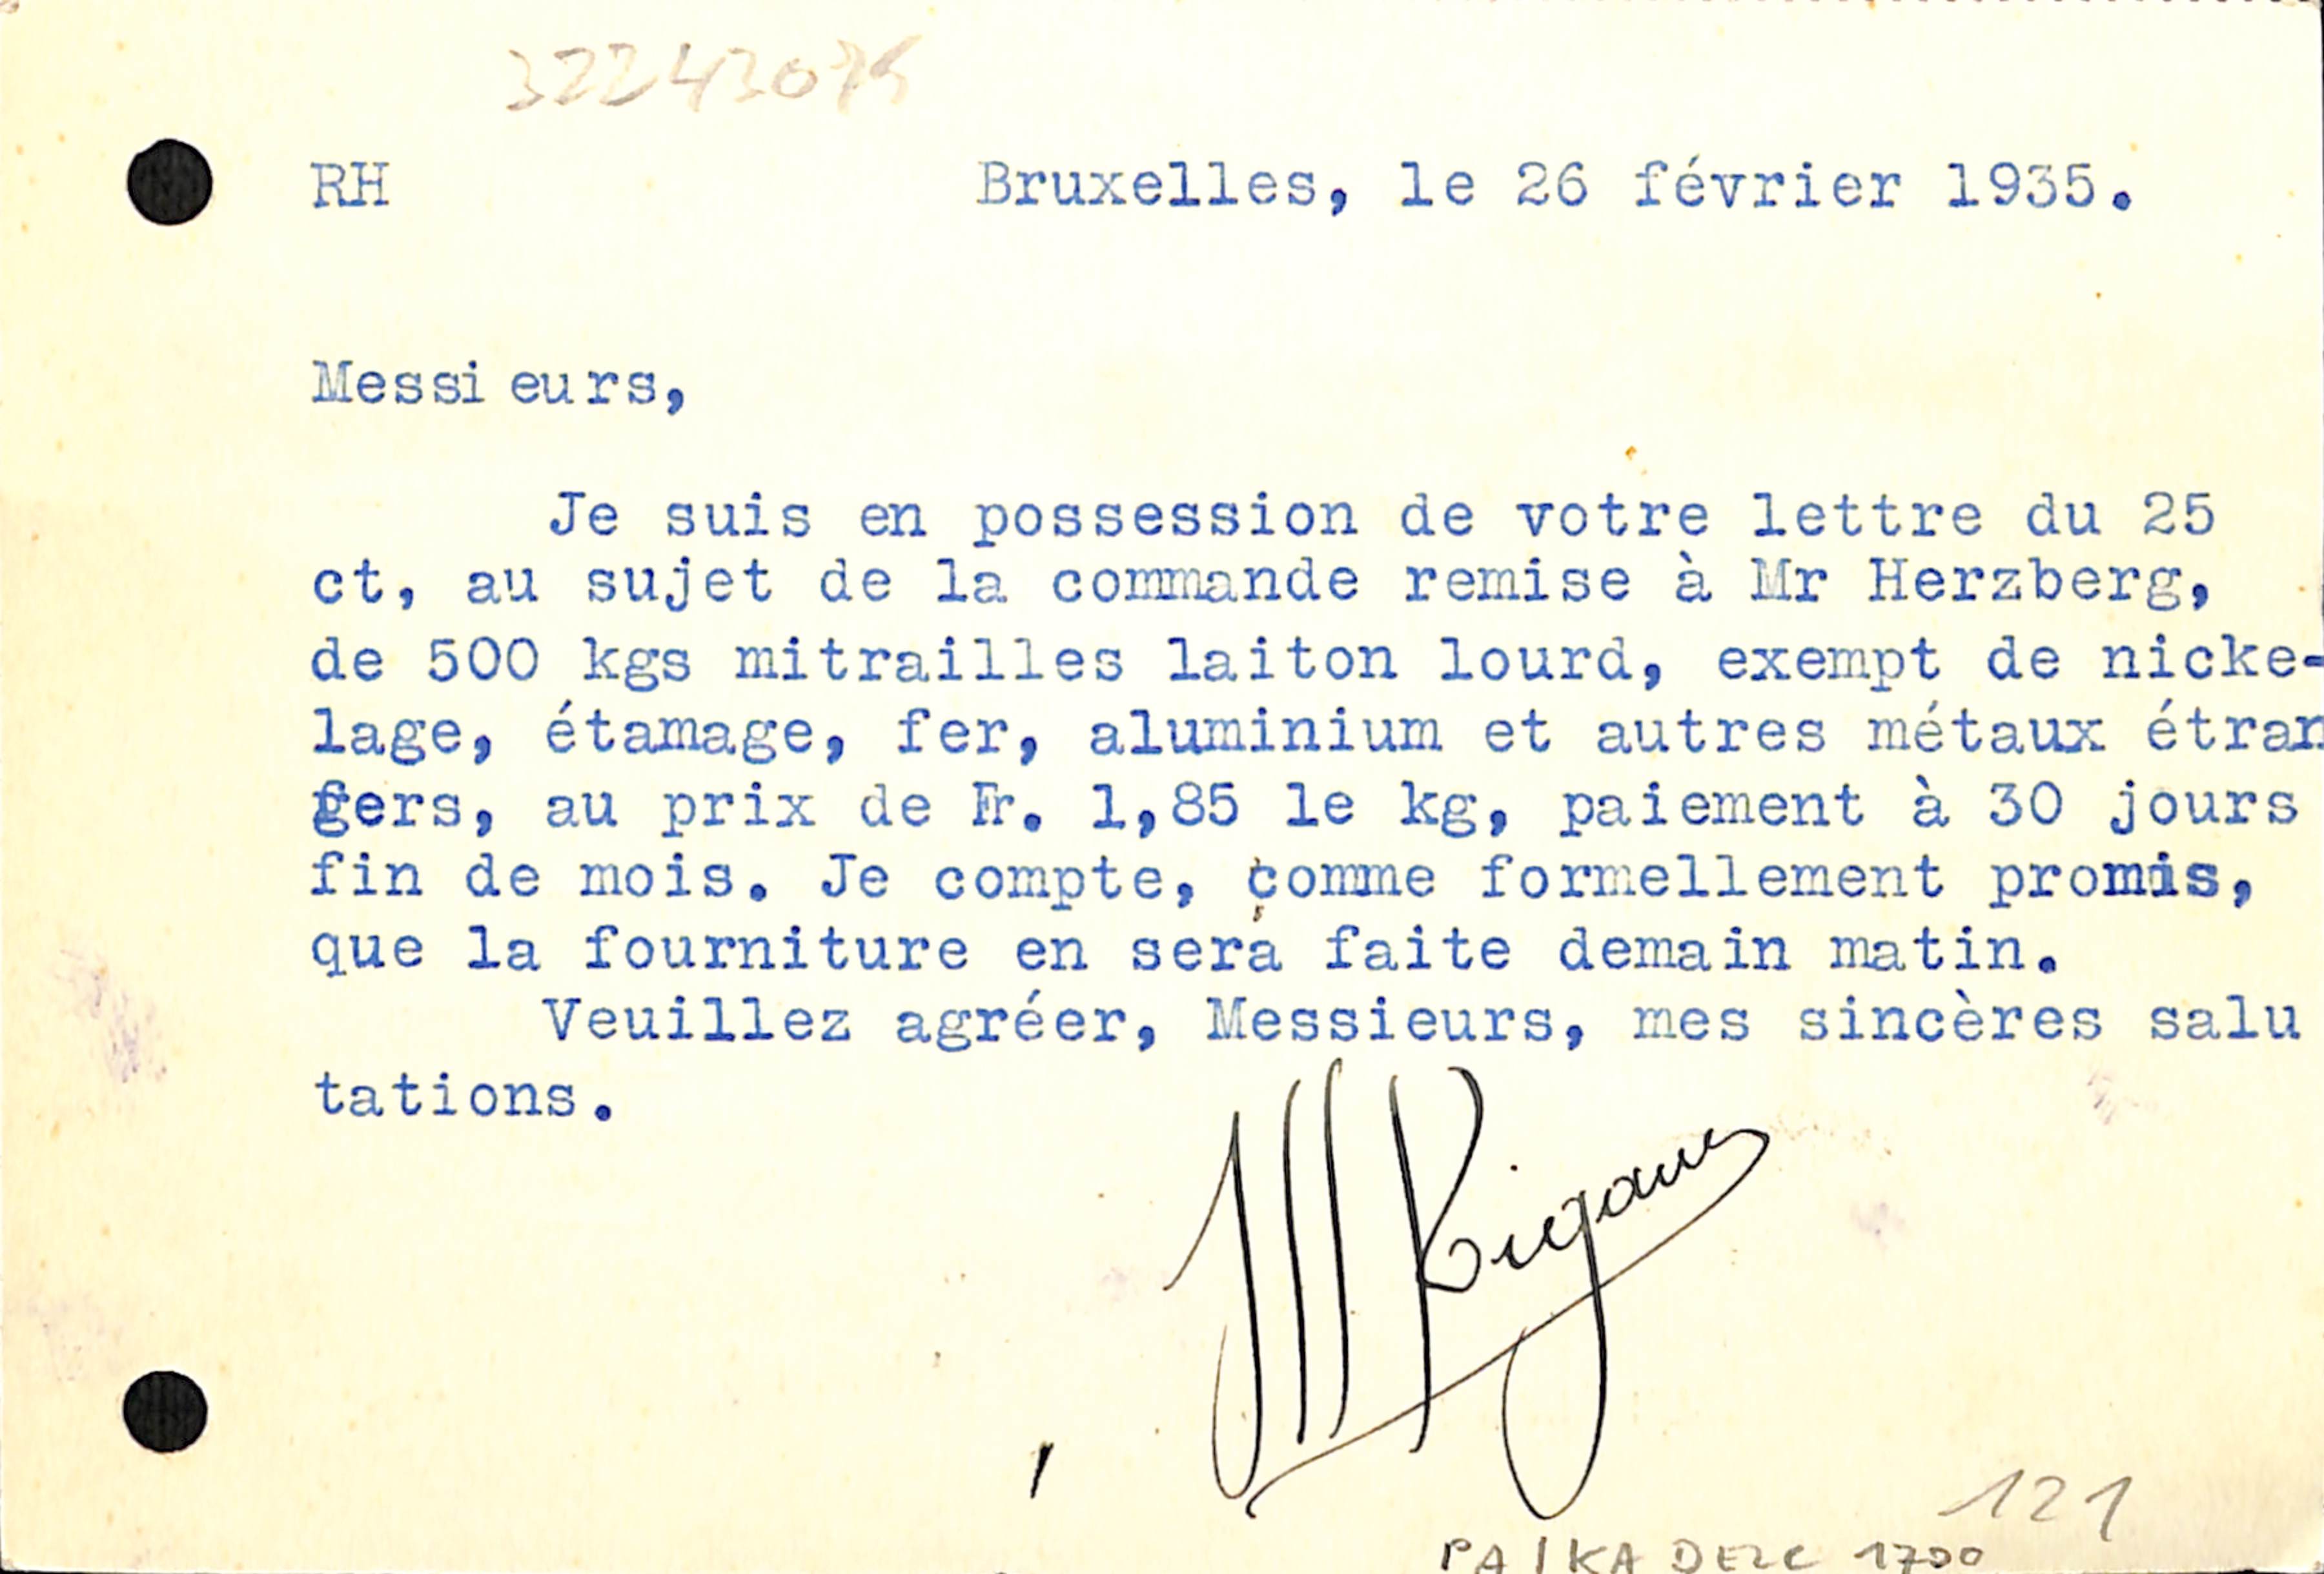 32243075
RH Bruxelles, le 26 février 1935.
Messieurs,
Je suis en possession de votre lettre du 25
ct, au sujet de la commande remise à Mr Herzberg,
de 500 kgs mitrailles laiton lourd, exempt de nicke-
lage, étamage, fer, aluminium et autres métaux étran
gers, au prix de Fr. 1,85 le kg, paiement à 30 jours
fin de mois. Je compte, comme formellement promis,
que la fourniture en sera faite demain matin.
Veuillez agréer, Messieurs, mes sincères salu
tations.
121
1700